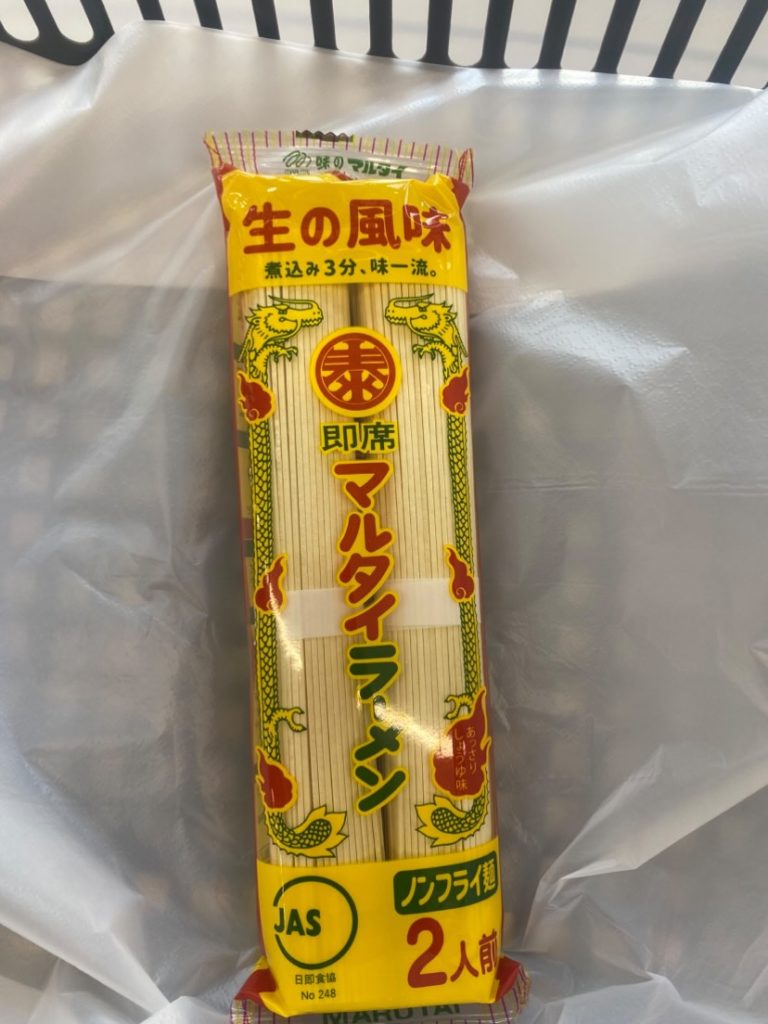 味のマルタイ
生の風味
煮込み3分、味一流。
泰
即席
マルタイラーメン
あっさり
しょうゆ味
ノンフライ麺
2人前
JAS
日即食協
No 248
MARUTAI